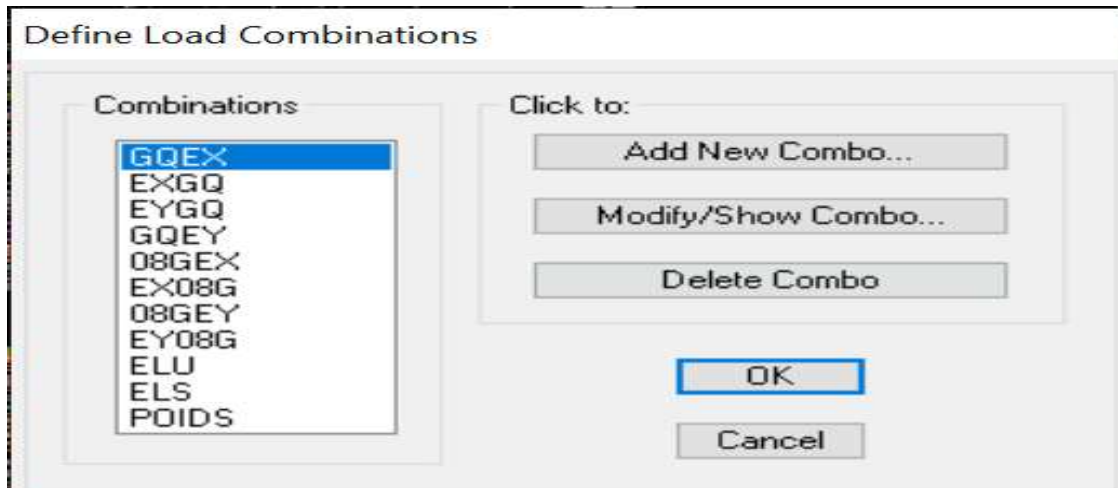 Define Load Combinations
Combinations
GQEX
EXGQ
EYGQ
GQEY
08GEX
EX08G
08GEY
EY08G
ELU
ELS
POIDS
Click to:
Add New Combo...
Modify/Show Combo...
Delete Combo
OK
Cancel